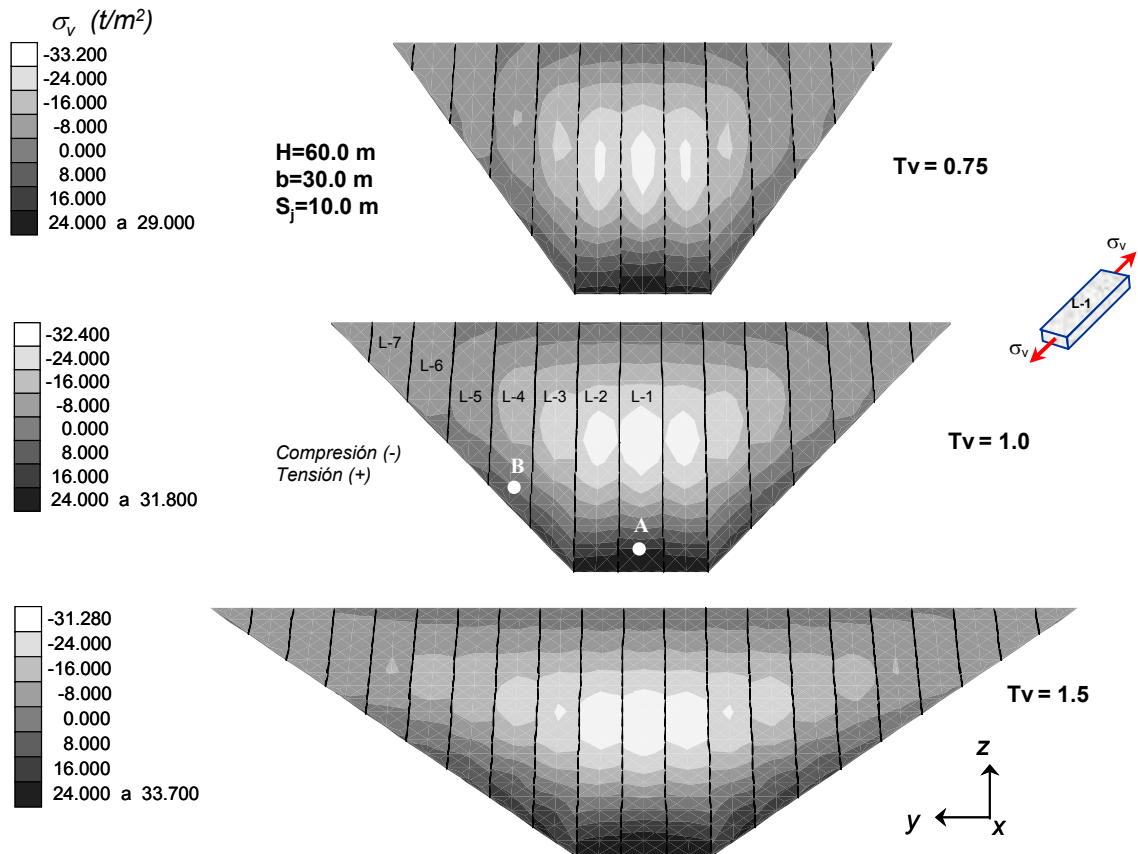 σv (t/m²)
-33.200
-24.000
-16.000
-8.000
0.000
8.000
16.000
24.000 a 29.000
H=60.0 m
b=30.0 m
Sj=10.0 m
Tv = 0.75
σv
L-1
σv
-32.400
-24.000
-16.000
-8.000
0.000
8.000
16.000
24.000 a 31.800
L-7
L-6
L-5
L-4
L-3
L-2
L-1
Compresión (-)
Tensión (+)
B
A
Tv = 1.0
-31.280
-24.000
-16.000
-8.000
0.000
8.000
16.000
24.000 a 33.700
Tv = 1.5
z
y
x